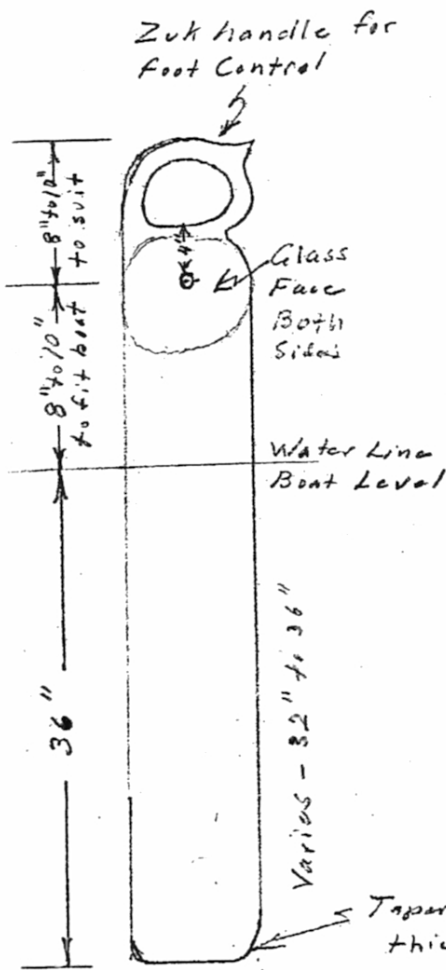 Zuk handle for
Foot Control
8" to 10"
to suit
4"
Glass
Face
Both
Sides
8" to 10"
to fit boat
Water Line
Boat Level
36"
Varies - 32" to 36"
Taper
thic